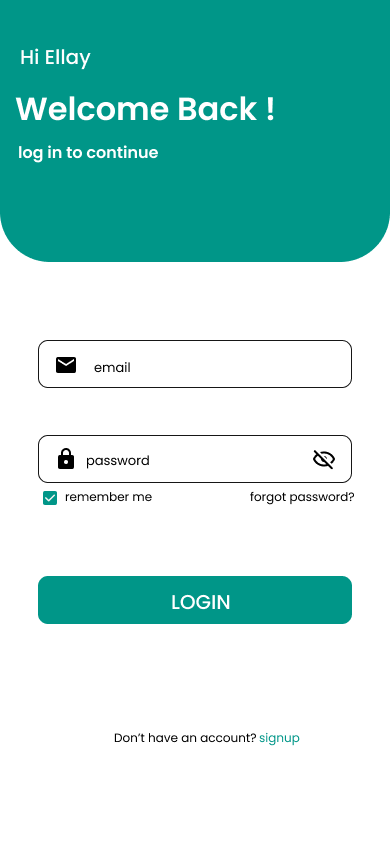 Hi Ellay
Welcome Back !
log in to continue
email
password
remember me forgot password?
LOGIN
Don’t have an account? signup